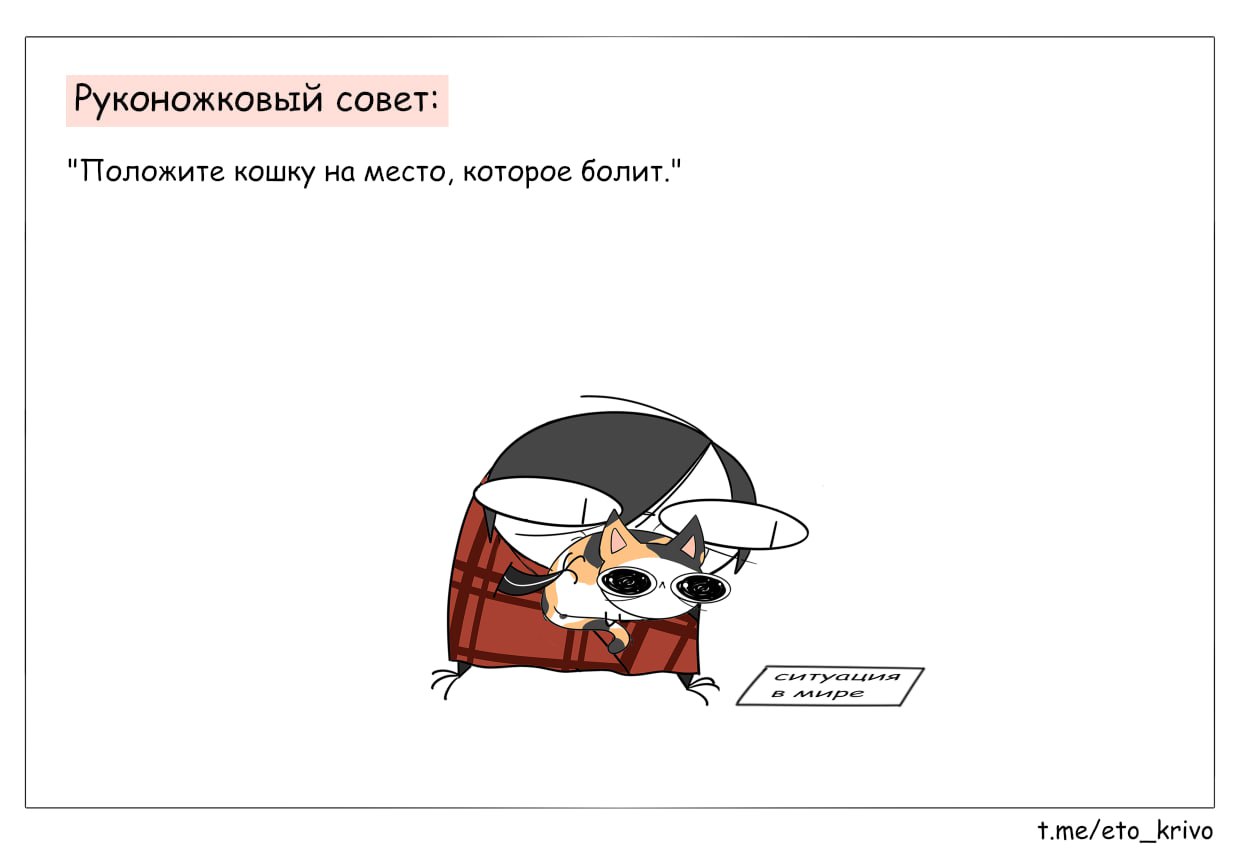 Руконожковый совет:
"Положите кошку на место, которое болит."
ситуация
в мире
t.me/eto_krivo